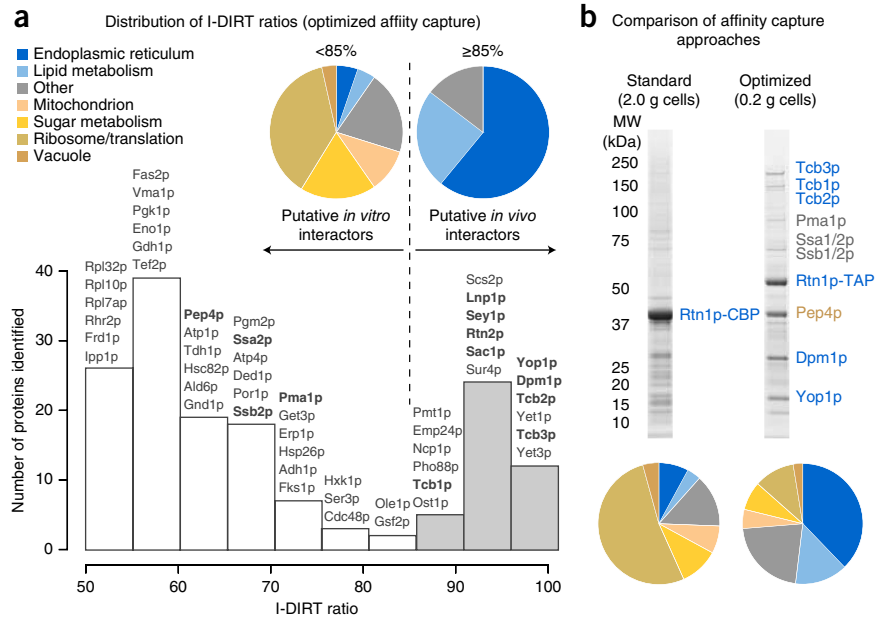 a
Distribution of I-DIRT ratios (optimized affiity capture)
Endoplasmic reticulum
Lipid metabolism
Other
Mitochondrion
Sugar metabolism
Ribosome/translation
Vacuole
<85%
≥85%
Putative in vitro
interactors
Putative in vivo
interactors
Number of proteins identified
40
30
20
10
0
Rpl32p
Rpl10p
Rpl7ap
Rhr2p
Frd1p
Ipp1p
Fas2p
Vma1p
Pgk1p
Eno1p
Gdh1p
Tef2p
Pep4p
Atp1p
Tdh1p
Hsc82p
Ald6p
Gnd1p
Pgm2p
Ssa2p
Atp4p
Ded1p
Por1p
Ssb2p
Pma1p
Get3p
Erp1p
Hsp26p
Adh1p
Fks1p
Hxk1p
Ser3p
Cdc48p
Ole1p
Gsf2p
Pmt1p
Emp24p
Ncp1p
Pho88p
Tcb1p
Ost1p
Scs2p
Lnp1p
Sey1p
Rtn2p
Sac1p
Sur4p
Yop1p
Dpm1p
Tcb2p
Yet1p
Tcb3p
Yet3p
50
60
70
80
90
100
I-DIRT ratio
b
Comparison of affinity capture
approaches
Standard
(2.0 g cells)
Optimized
(0.2 g cells)
MW
(kDa)
250
150
100
75
50
37
25
20
15
10
Rtn1p-CBP
Tcb3p
Tcb1p
Tcb2p
Pma1p
Ssa1/2p
Ssb1/2p
Rtn1p-TAP
Pep4p
Dpm1p
Yop1p